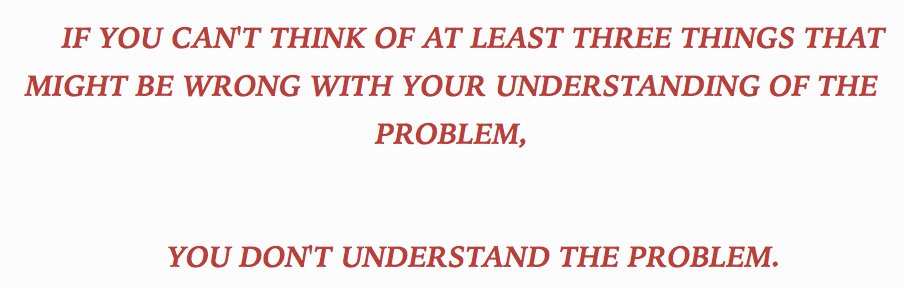 IF YOU CAN'T THINK OF AT LEAST THREE THINGS THAT
MIGHT BE WRONG WITH YOUR UNDERSTANDING OF THE
PROBLEM,
YOU DON'T UNDERSTAND THE PROBLEM.